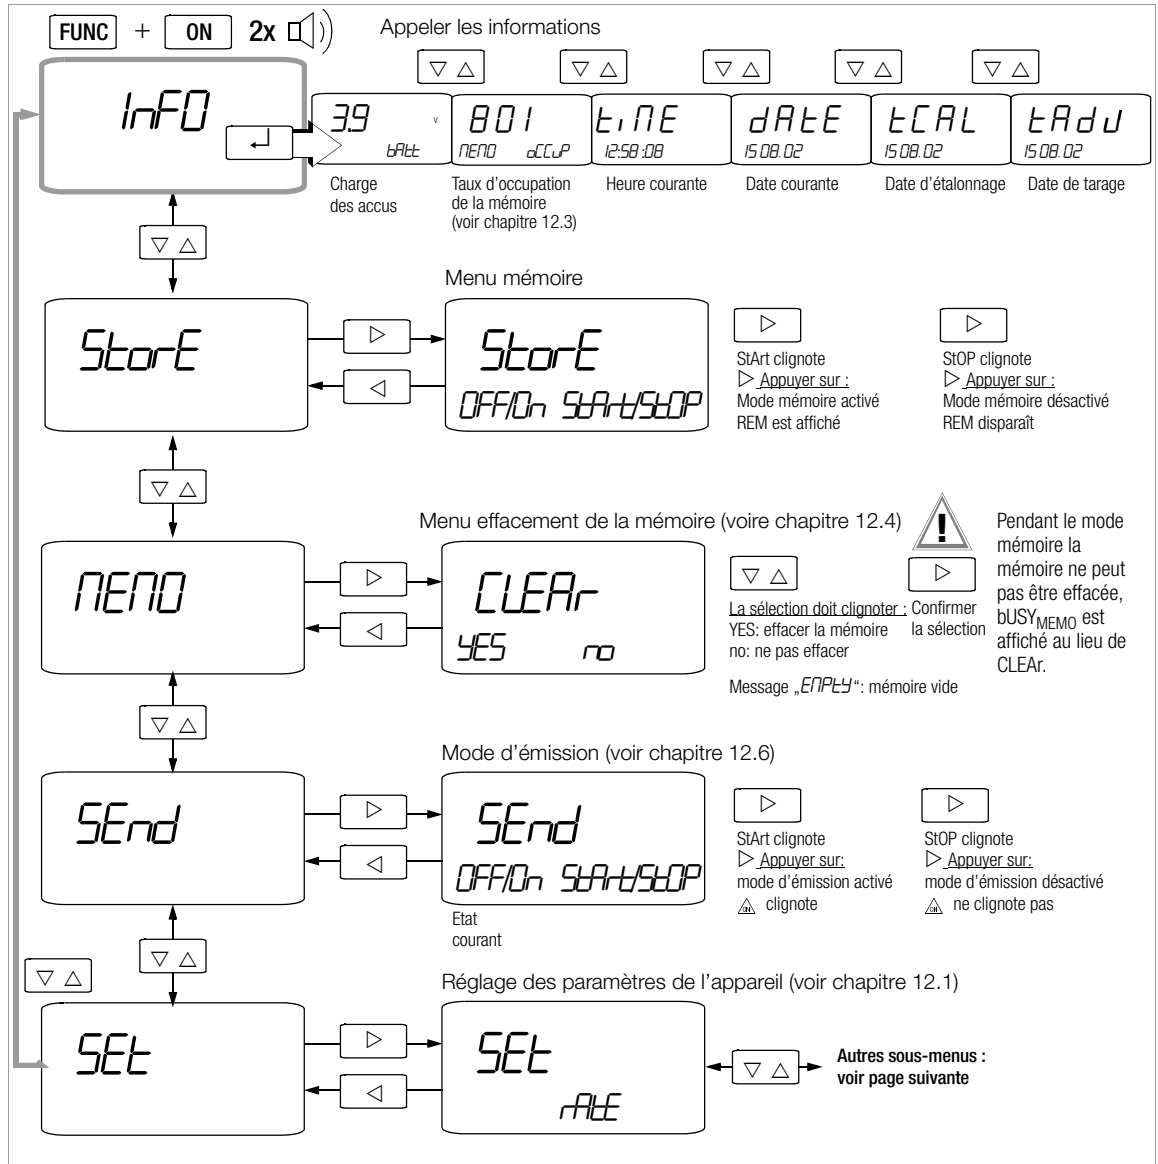 FUNC + ON 2x
Appeler les informations
InFO
3.9 V
bAtt
801
MEMO oCCuP
tiME
12:58:08
dAtE
15.08.02
tCAL
15.08.02
tAdJ
15.08.02
Charge
des accus
Taux d'occupation
de la mémoire
(voir chapitre 12.3)
Heure courante
Date courante
Date d'étalonnage
Date de tarage
Menu mémoire
StorE
StorE
OFF/On StArt/StOP
StArt clignote
▷ Appuyer sur :
Mode mémoire activé
REM est affiché
StOP clignote
▷ Appuyer sur :
Mode mémoire désactivé
REM disparaît
Menu effacement de la mémoire (voire chapitre 12.4)
MEMO
CLEAr
YES no
La sélection doit clignoter :
YES: effacer la mémoire
no: ne pas effacer
Message „EMPtY“: mémoire vide
!
Confirmer
la sélection
Pendant le mode
mémoire la
mémoire ne peut
pas être effacée,
bUSYMEMO est
affiché au lieu de
CLEAr.
Mode d'émission (voir chapitre 12.6)
SEnd
SEnd
OFF/On StArt/StOP
Etat
courant
StArt clignote
▷ Appuyer sur:
mode d'émission activé
ON clignote
StOP clignote
▷ Appuyer sur:
mode d'émission désactivé
ON ne clignote pas
Réglage des paramètres de l'appareil (voir chapitre 12.1)
SEt
SEt
rAtE
Autres sous-menus :
voir page suivante